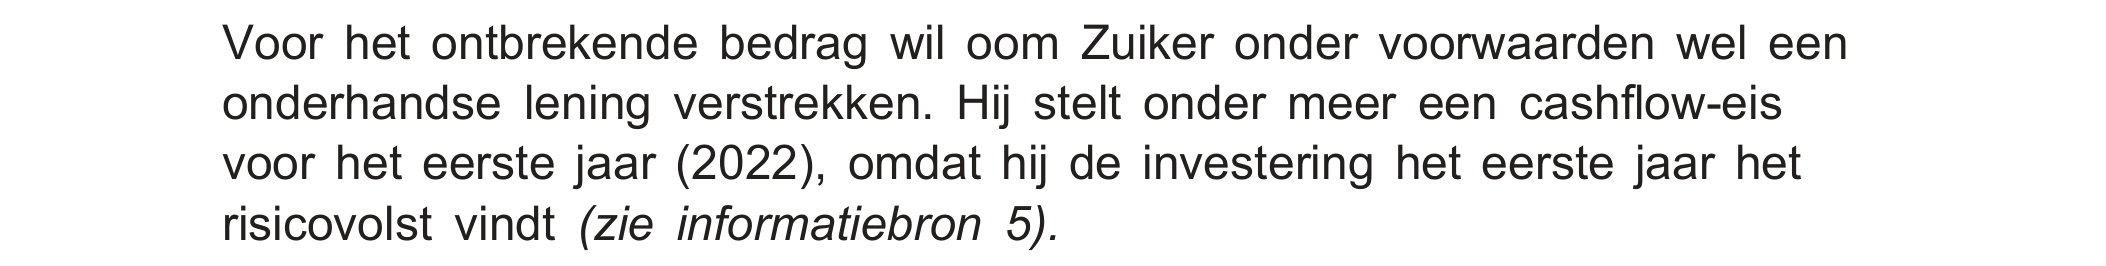 Voor het ontbrekende bedrag wil oom Zuiker onder voorwaarden wel een
onderhandse lening verstrekken. Hij stelt onder meer een cashflow-eis
voor het eerste jaar (2022), omdat hij de investering het eerste jaar het
risicovolst vindt (zie informatiebron 5).